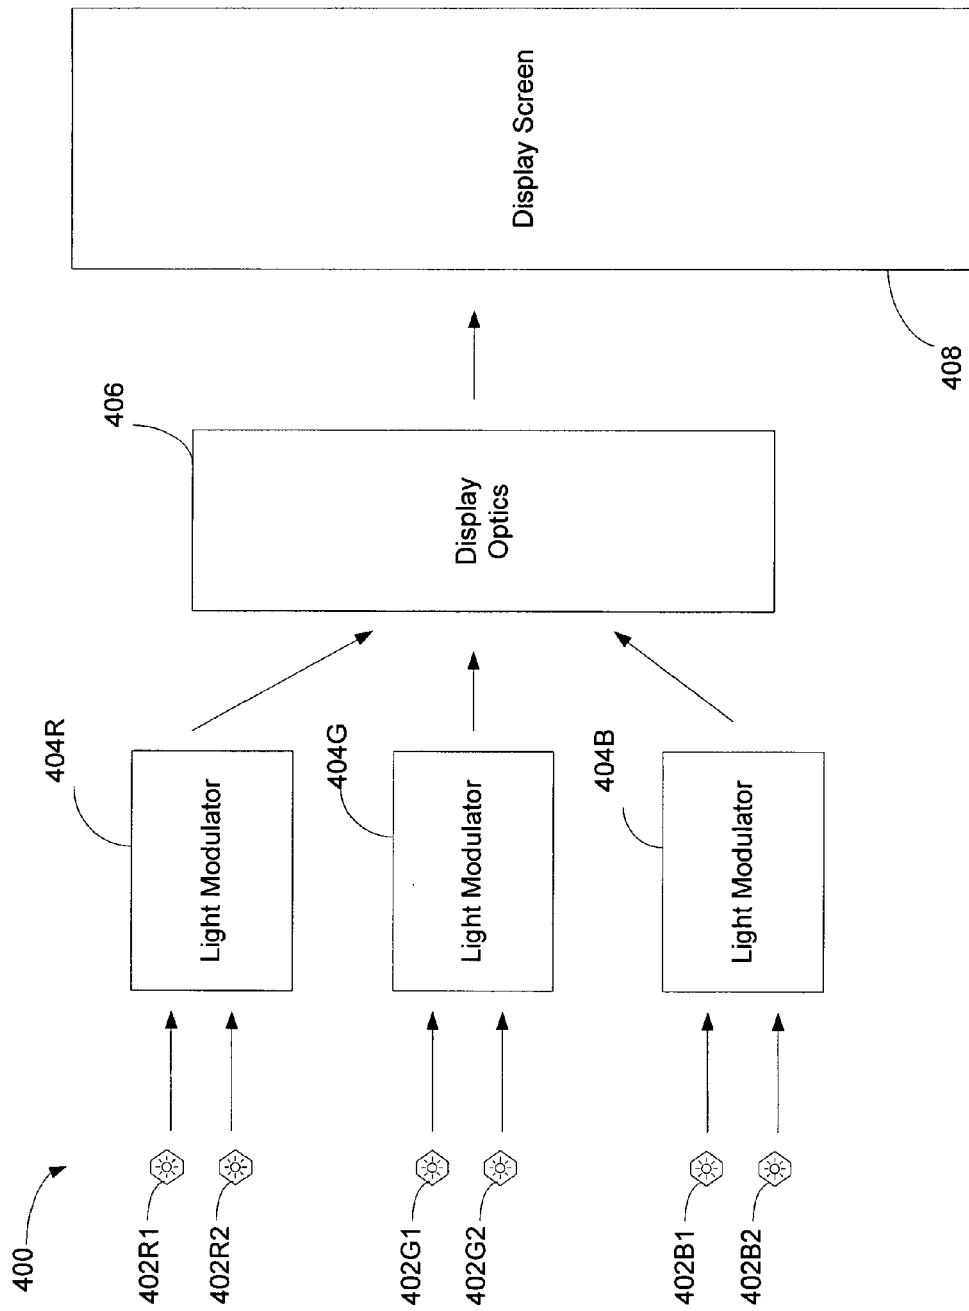 400
402R1
402R2
402G1
402G2
402B1
402B2
404R
Light Modulator
404G
Light Modulator
404B
Light Modulator
406
Display
Optics
Display Screen
408